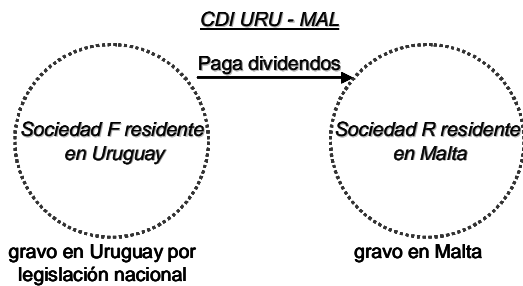 CDI URU - MAL
Paga dividendos
Sociedad F residente
en Uruguay
Sociedad R residente
en Malta
gravo en Uruguay por
legislación nacional
gravo en Malta